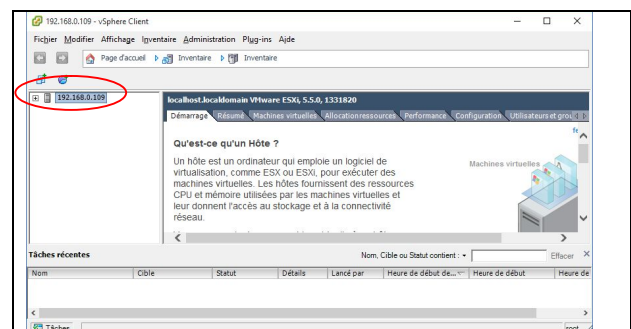 192.168.0.109 - vSphere Client
Fichier Modifier Affichage Inventaire Administration Plug-ins Aide
Page d'accueil Inventaire Inventaire
192.168.0.109
localhost.localdomain VMware ESXi, 5.5.0, 1331820
Démarrage Résumé Machines virtuelles Allocation ressources Performance Configuration Utilisateurs et grou
fe
Qu'est-ce qu'un Hôte ?
Un hôte est un ordinateur qui emploie un logiciel de
virtualisation, comme ESX ou ESXi, pour exécuter des
machines virtuelles. Les hôtes fournissent des ressources
CPU et mémoire utilisées par les machines virtuelles et
leur donnent l'accès au stockage et à la connectivité
réseau.
Machines virtuelles
Tâches récentes
Nom, Cible ou Statut contient : Effacer
Nom Cible Statut Détails Lancé par Heure de début de... Heure de début Heure de
Tâches root